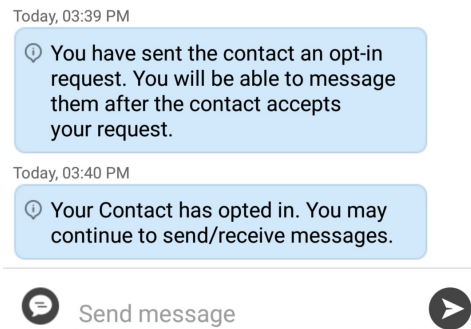 Today, 03:39 PM
You have sent the contact an opt-in
request. You will be able to message
them after the contact accepts
your request.
Today, 03:40 PM
Your Contact has opted in. You may
continue to send/receive messages.
Send message